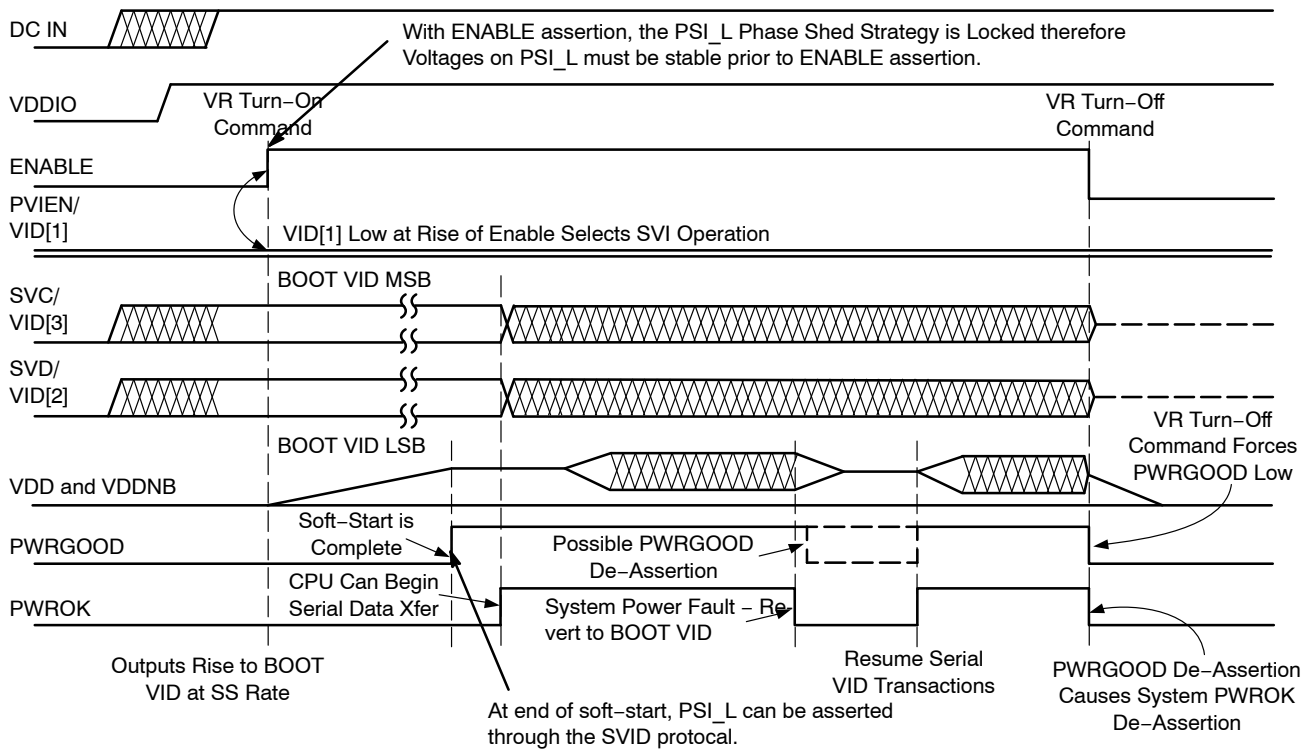 DC IN
With ENABLE assertion, the PSI_L Phase Shed Strategy is Locked therefore
Voltages on PSI_L must be stable prior to ENABLE assertion.
VDDIO
VR Turn−On
Command
VR Turn−Off
Command
ENABLE
PVIEN/
VID[1]
VID[1] Low at Rise of Enable Selects SVI Operation
BOOT VID MSB
SVC/
VID[3]
SVD/
VID[2]
BOOT VID LSB
VR Turn−Off
Command Forces
PWRGOOD Low
VDD and VDDNB
Soft−Start is
Complete
PWRGOOD
Possible PWRGOOD
De−Assertion
CPU Can Begin
Serial Data Xfer
PWROK
System Power Fault − Re-
vert to BOOT VID
Outputs Rise to BOOT
VID at SS Rate
Resume Serial
VID Transactions
PWRGOOD De−Assertion
Causes System PWROK
De−Assertion
At end of soft−start, PSI_L can be asserted
through the SVID protocal.